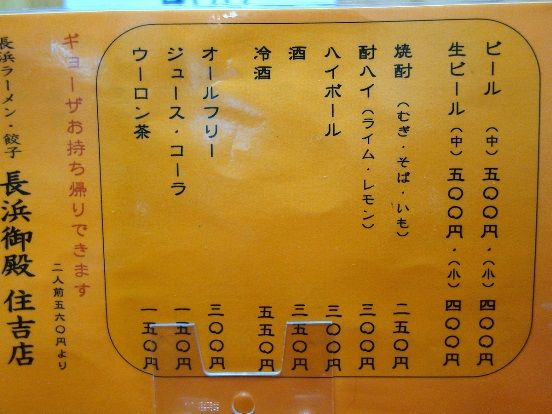 ビール（中）五〇〇円・（小）四〇〇円
生ビール（中）五〇〇円・（小）四〇〇円
焼酎（むぎ・そば・いも）二五〇円
酎ハイ（ライム・レモン）三〇〇円
ハイボール 三〇〇円
酒 三五〇円
冷酒 五五〇円
オールフリー 三〇〇円
ジュース・コーラ 一五〇円
ウーロン茶 一五〇円
ギョーザお持ち帰りできます
二人前五六〇円より
長浜ラーメン・餃子 長浜御殿 住吉店